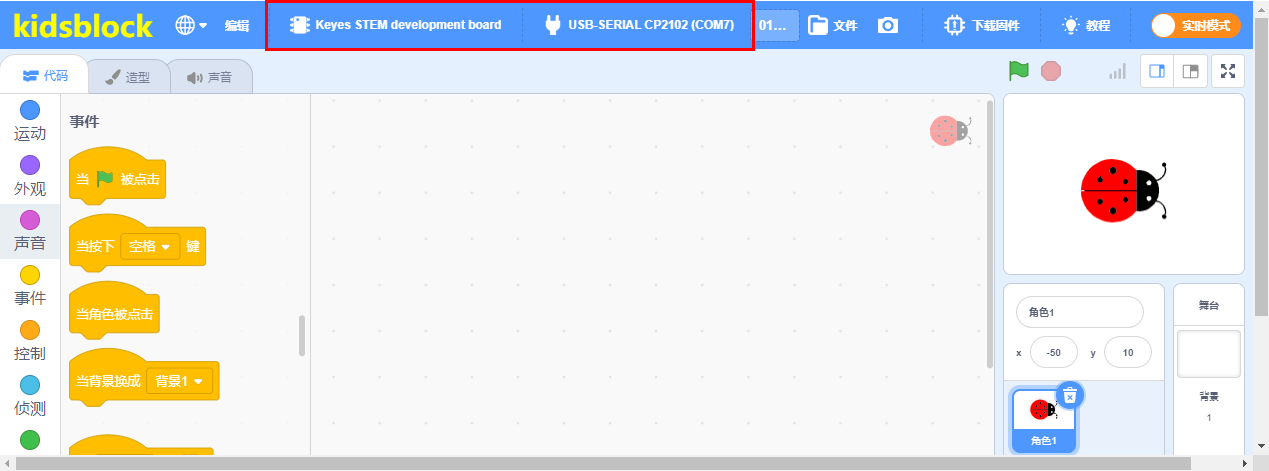 kidsblock 编辑 Keyes STEM development board USB-SERIAL CP2102 (COM7) 01... 文件 下载固件 教程 实时模式
代码 造型 声音
运动
外观
声音
事件
控制
侦测
事件
当 被点击
当按下 空格 键
当角色被点击
当背景换成 背景1
角色1
x -50 y 10
角色1
舞台
背景
1